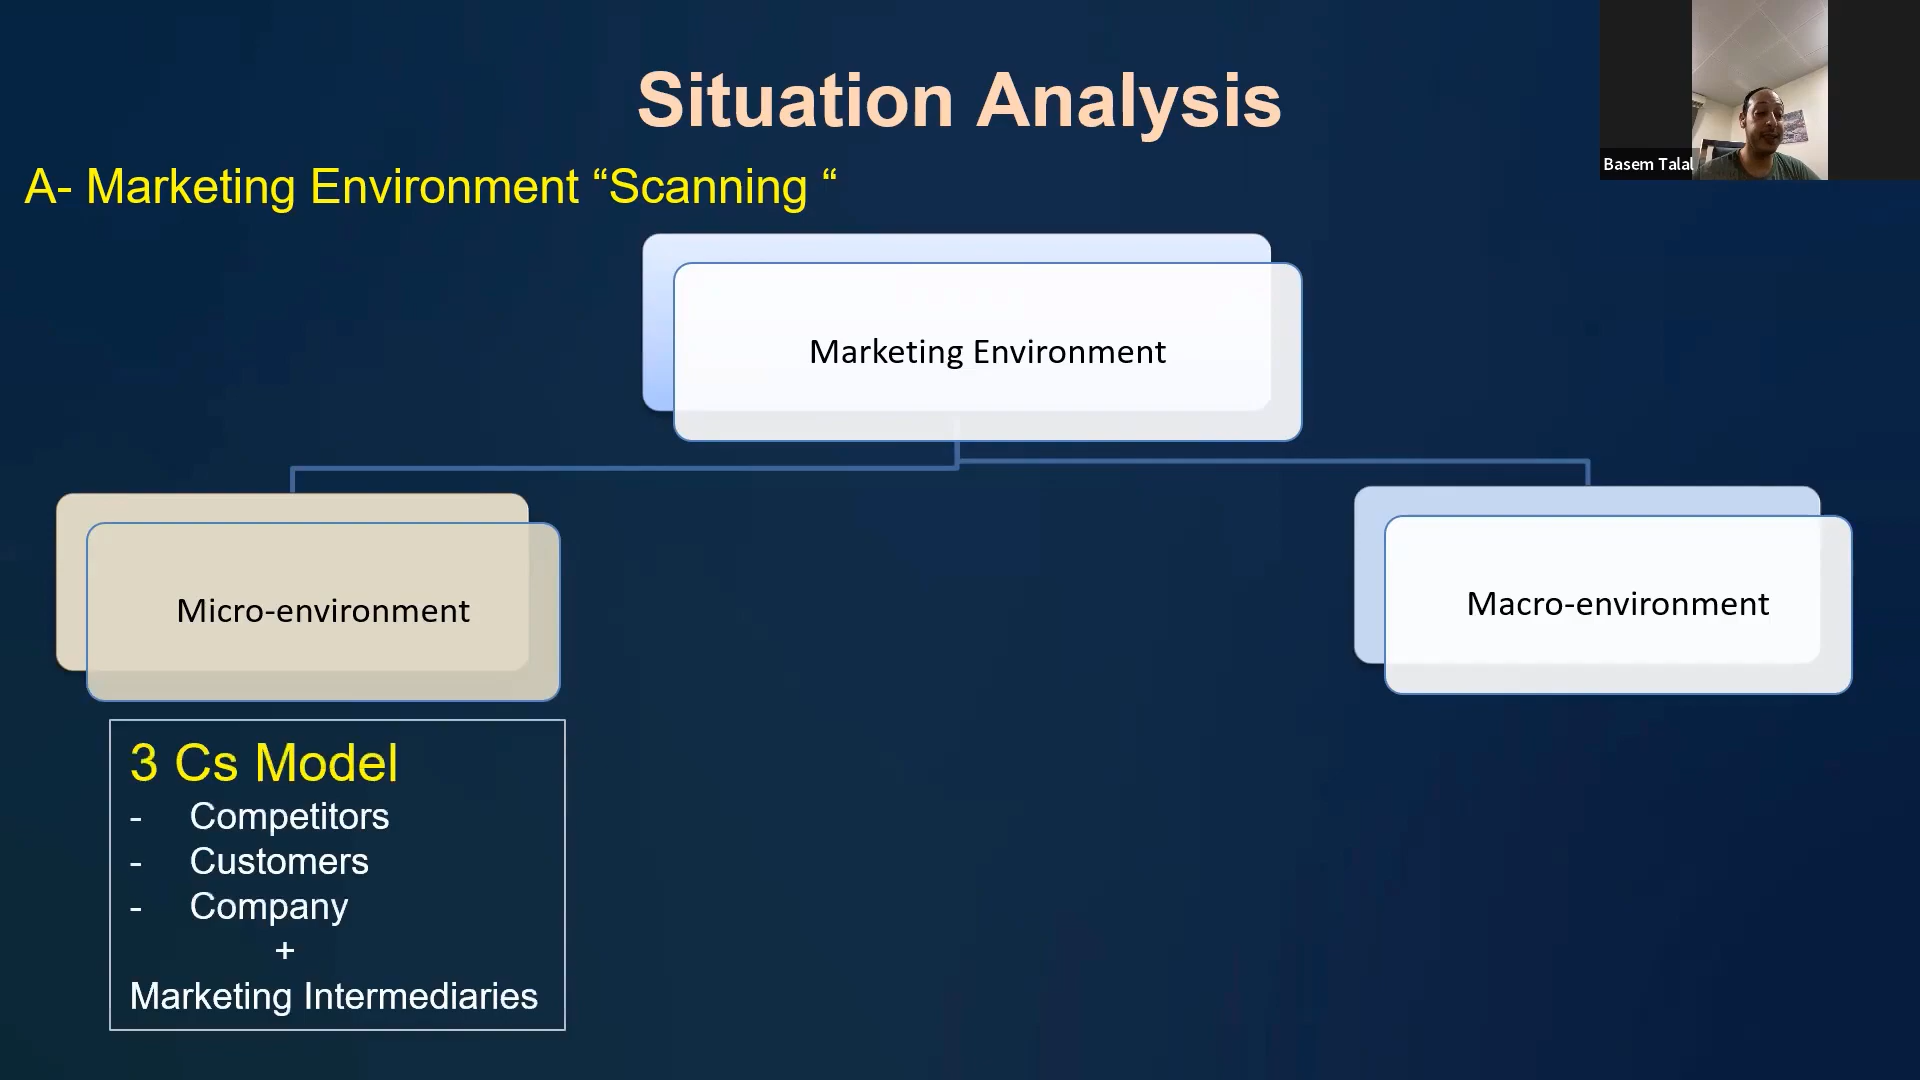 Situation Analysis
Basem Talal
A- Marketing Environment “Scanning “
Marketing Environment
Micro-environment
Macro-environment
3 Cs Model
- Competitors
- Customers
- Company
+
Marketing Intermediaries